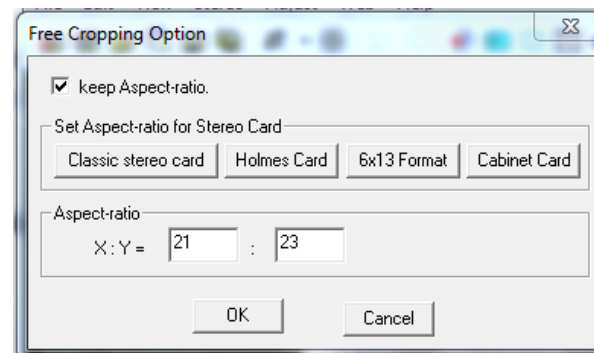 Free Cropping Option
keep Aspect-ratio.
Set Aspect-ratio for Stereo Card
Classic stereo card Holmes Card 6x13 Format Cabinet Card
Aspect-ratio
X : Y = 21 : 23
OK Cancel